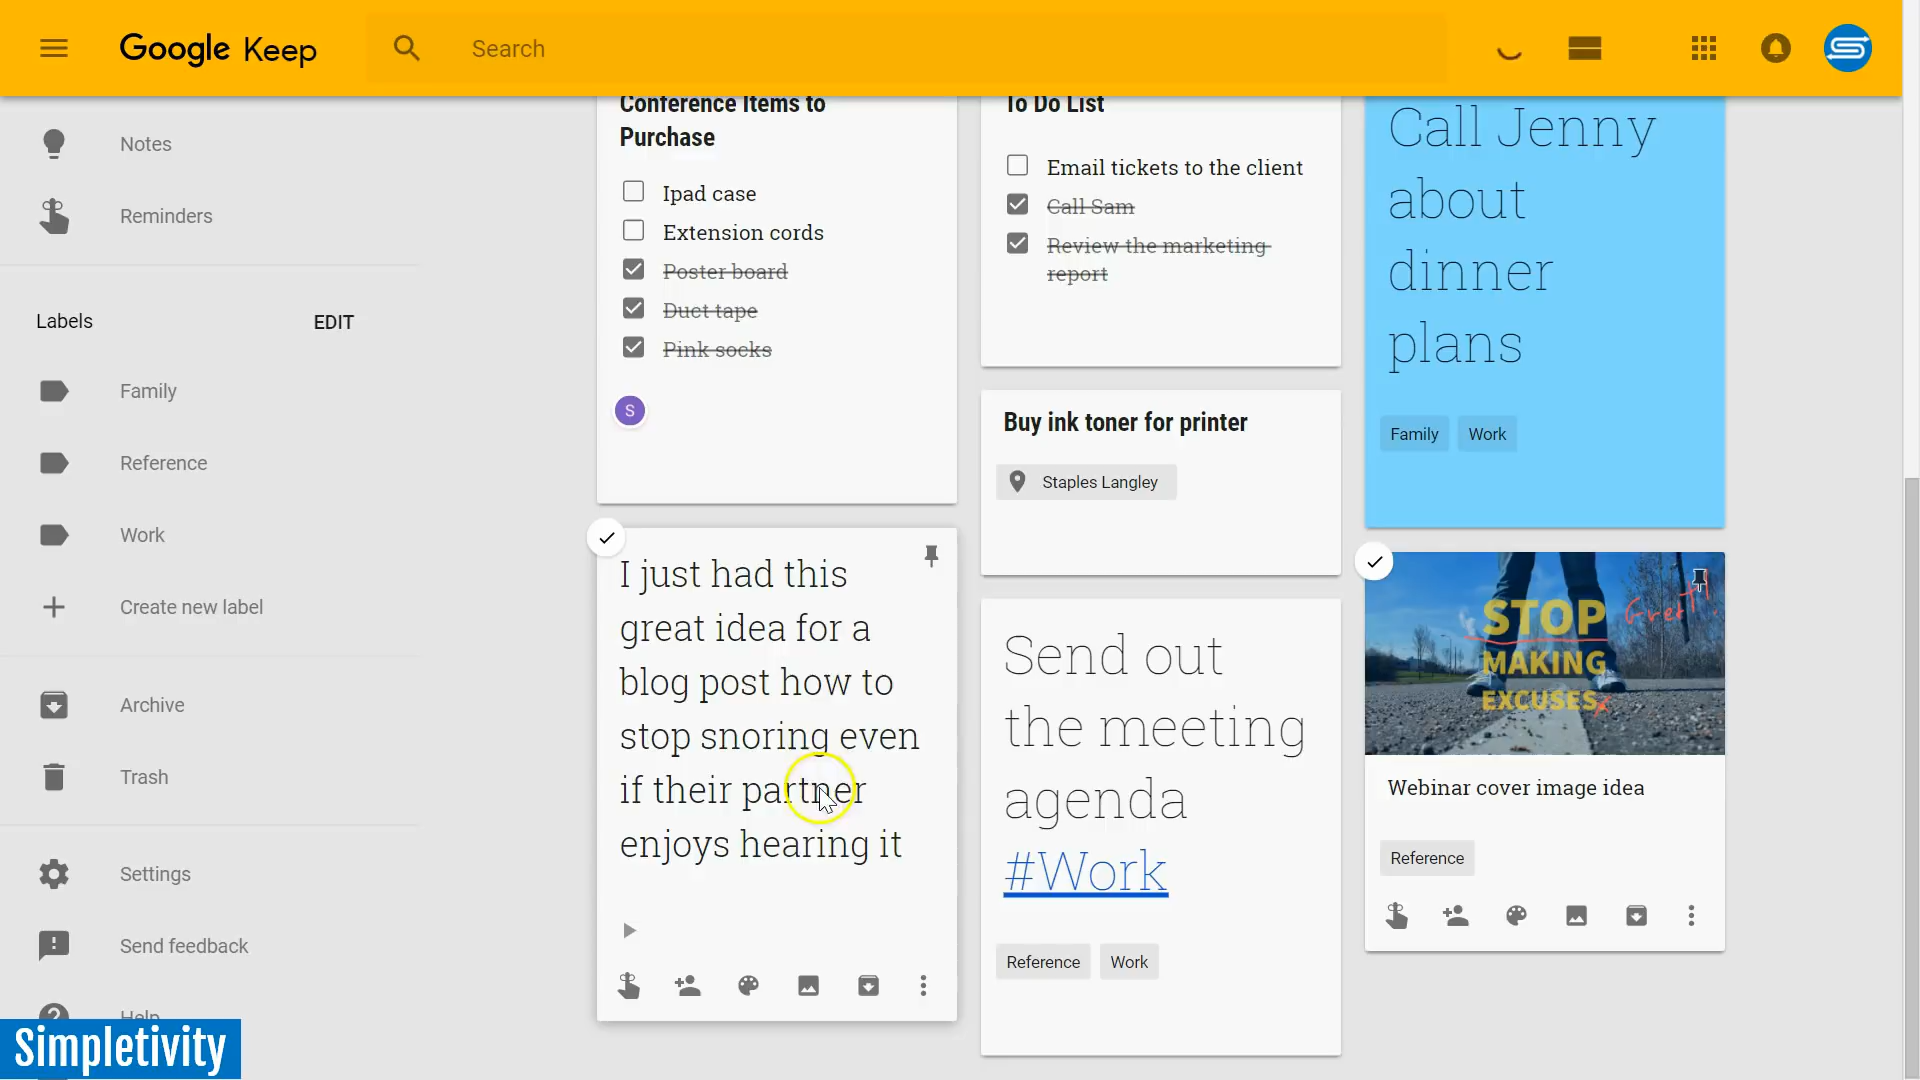 Google Keep
Search
Notes
Reminders
Labels
EDIT
Family
Reference
Work
Create new label
Archive
Trash
Settings
Send feedback
Help
Simpletivity
Conference Items to
Purchase
Ipad case
Extension cords
Poster board
Duct tape
Pink socks
S
I just had this
great idea for a
blog post how to
stop snoring even
if their partner
enjoys hearing it
To Do List
Email tickets to the client
Call Sam
Review the marketing
report
Buy ink toner for printer
Staples Langley
Send out
the meeting
agenda
#Work
Reference Work
Call Jenny
about
dinner
plans
Family Work
STOP
MAKING
EXCUSES
Great!
Webinar cover image idea
Reference